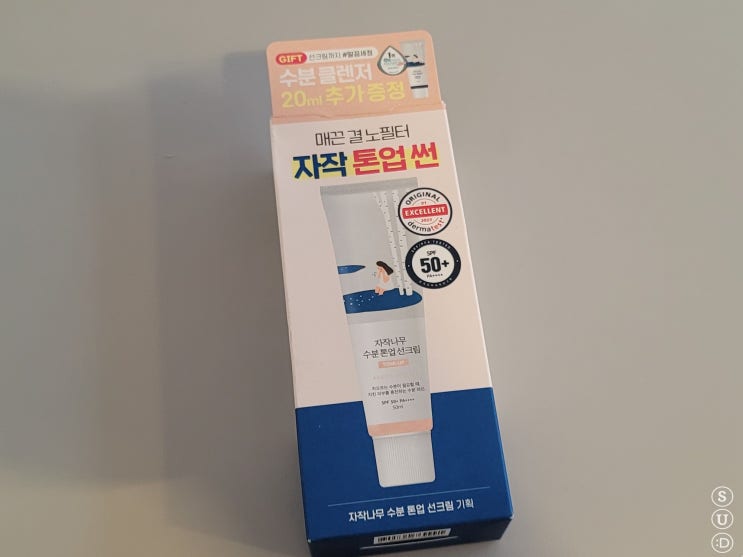 GIFT 선크림까지 #말끔세정
수분 클렌저
20ml 추가 증정
매끈 결 노필터
자작 톤업 썬
ORIGINAL
EXCELLENT
dermatest
SPF
50+
PA++++
자작나무
수분 톤업 선크림
SPF 50+ PA++++
50ml
자작나무 수분 톤업 선크림 기획
S
U
:D